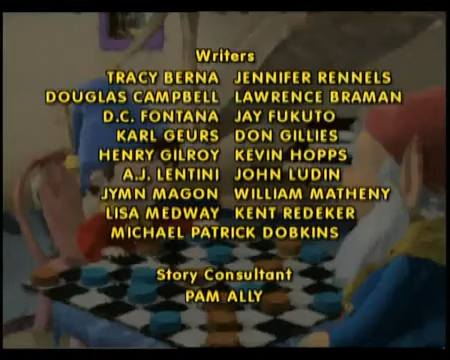 Writers
TRACY BERNA JENNIFER RENNELS
DOUGLAS CAMPBELL LAWRENCE BRAMAN
D.C. FONTANA JAY FUKUTO
KARL GEURS DON GILLIES
HENRY GILROY KEVIN HOPPS
A.J. LENTINI JOHN LUDIN
JYMN MAGON WILLIAM MATHENY
LISA MEDWAY KENT REDEKER
MICHAEL PATRICK DOBKINS
Story Consultant
PAM ALLY